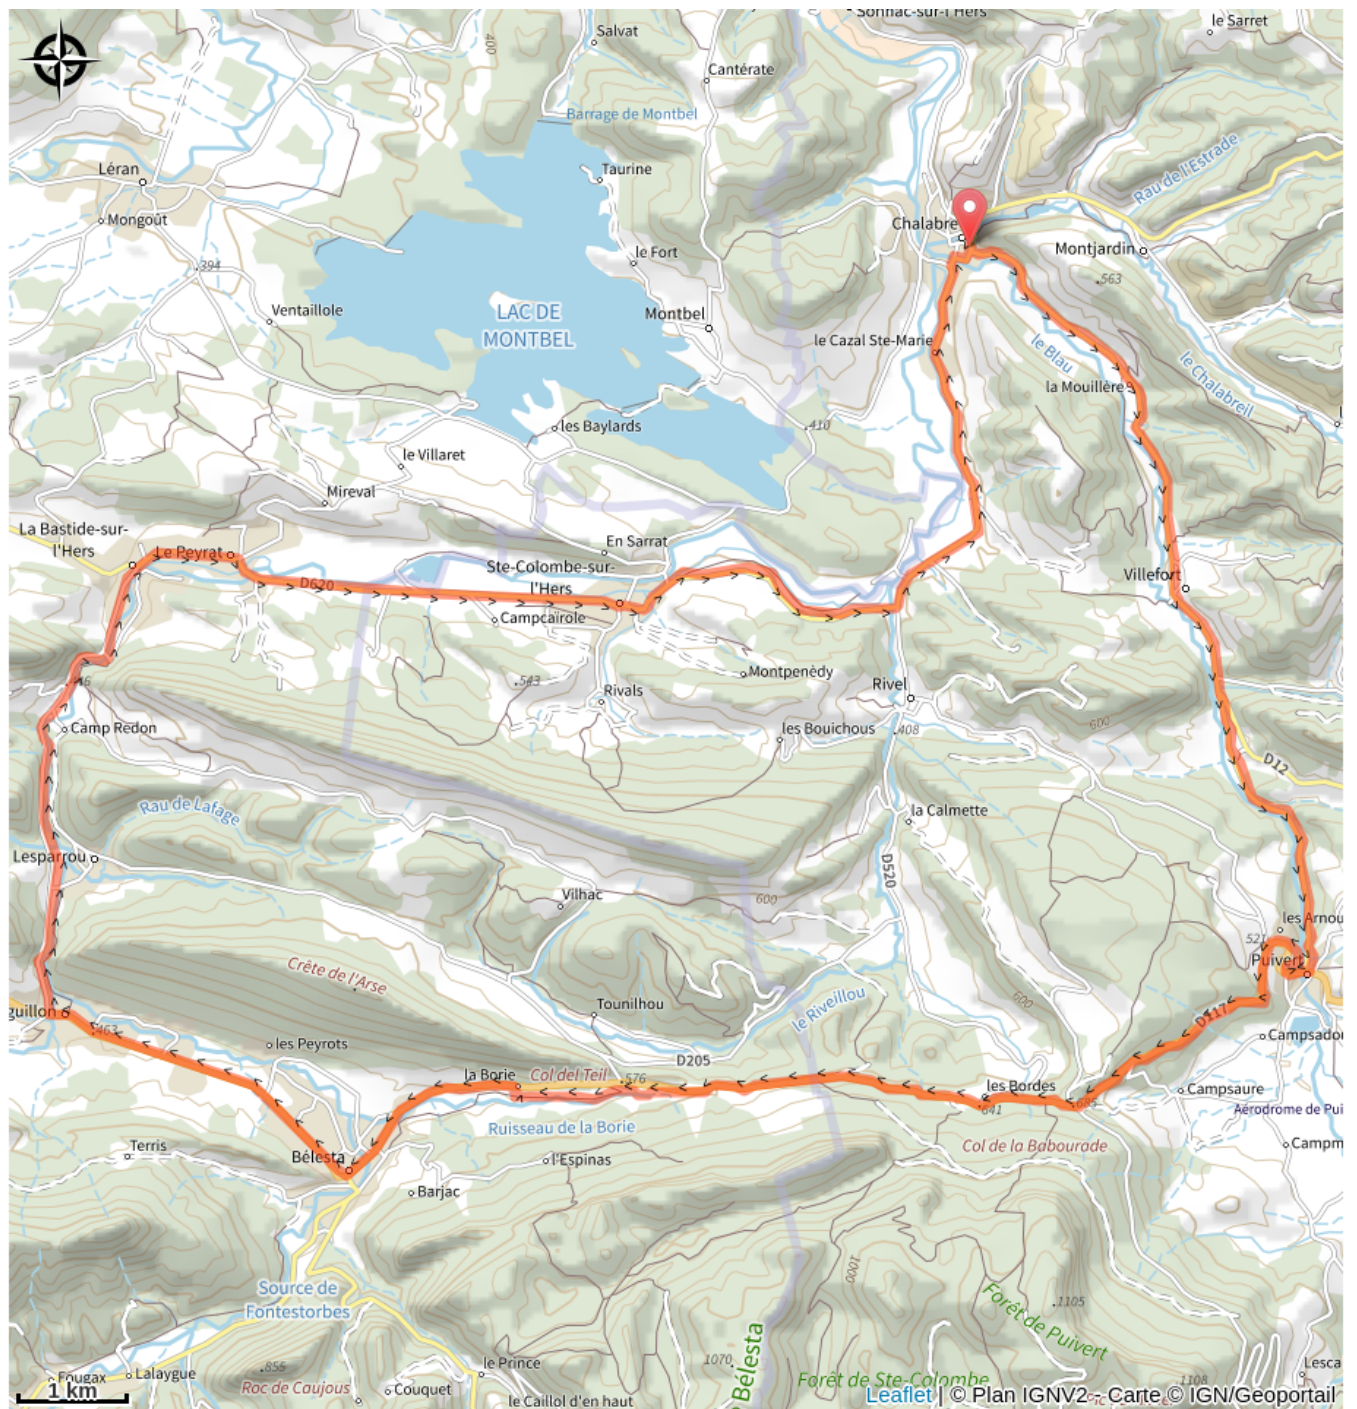 Sonnac-sur-l'Hers
le Sarret
Salvat
400
Cantérate
Barrage de Montbel
Rau de l'Estrade
Léran
Taurine
Mongoût
Chalabre
Montjardin
le Fort
394
563
Ventaillole
LAC DE
MONTBEL
Montbel
le Cazal Ste-Marie
le Blau
le Chalabreil
la Mouillère
410
les Baylards
le Villaret
Mireval
La Bastide-sur-
l'Hers
Le Peyrat
En Sarrat
Ste-Colombe-sur-
l'Hers
D620
Villefort
Campcaïrole
543
Montpenèdy
Rivals
Rivel
Camp Redon
les Bouichous
408
600
D12
Rau de Lafage
la Calmette
Lesparrou
D520
Vilhac
600
les Arnou
521
Puivert
Crête de l'Arse
Tounilhou
le Riveillou
600
guillon
463
D117
les Peyrots
Campsado
D205
la Borie
Col del Teil
576
les Bordes
Campsaure
685
641
Aérodrome de Pui
Ruisseau de la Borie
Terris
Col de la Babourade
Campm
Bélesta
l'Espinas
Barjac
1000
Source de
Fontestorbes
1105
Forêt de Puivert
Bélesta
1070
le Prince
Lesca
855
Fougax
Lalaygue
Roc de Caujous
Couquet
Forêt de Ste-Colombe
1108
1 km
le Caillol d'en haut
Leaflet | © Plan IGNV2 - Carte © IGN/Geoportail